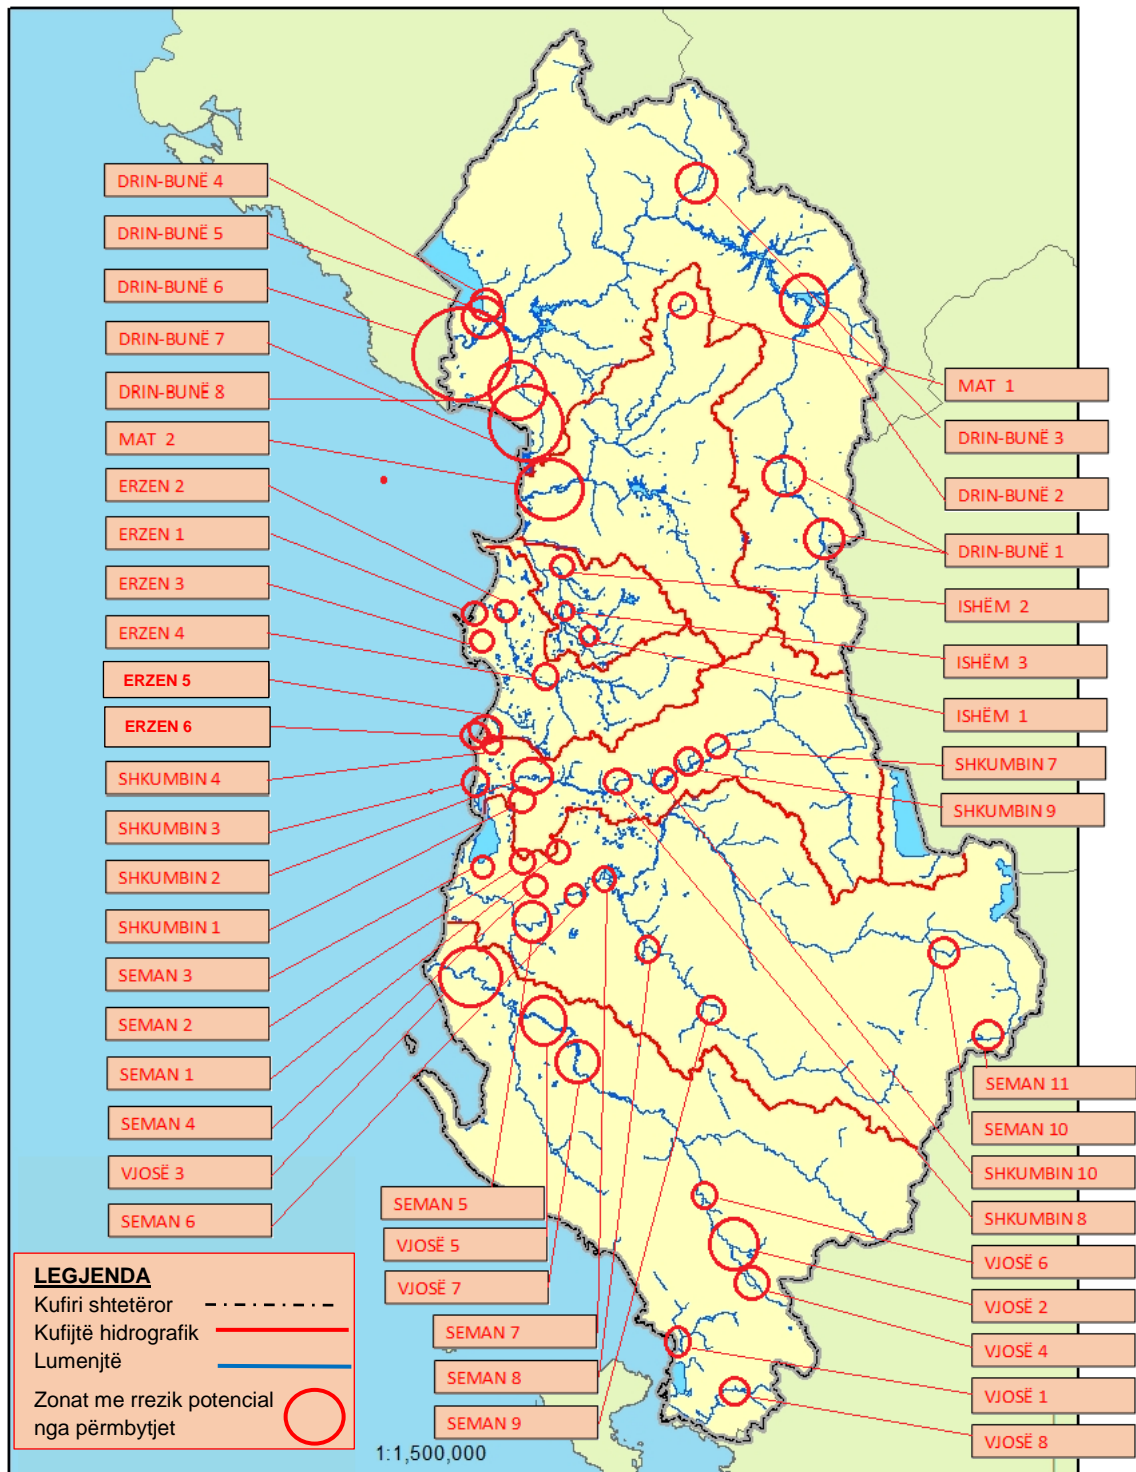 DRIN-BUNË 4
DRIN-BUNË 5
DRIN-BUNË 6
DRIN-BUNË 7
DRIN-BUNË 8
MAT 2
ERZEN 2
ERZEN 1
ERZEN 3
ERZEN 4
ERZEN 5
ERZEN 6
SHKUMBIN 4
SHKUMBIN 3
SHKUMBIN 2
SHKUMBIN 1
SEMAN 3
SEMAN 2
SEMAN 1
SEMAN 4
VJOSË 3
SEMAN 6
SEMAN 5
VJOSË 5
VJOSË 7
SEMAN 7
SEMAN 8
SEMAN 9
MAT 1
DRIN-BUNË 3
DRIN-BUNË 2
DRIN-BUNË 1
ISHËM 2
ISHËM 3
ISHËM 1
SHKUMBIN 7
SHKUMBIN 9
SEMAN 11
SEMAN 10
SHKUMBIN 10
SHKUMBIN 8
VJOSË 6
VJOSË 2
VJOSË 4
VJOSË 1
VJOSË 8
LEGJENDA
Kufiri shtetëror
Kufijtë hidrografik
Lumenjtë
Zonat me rrezik potencial
nga përmbytjet
1:1,500,000